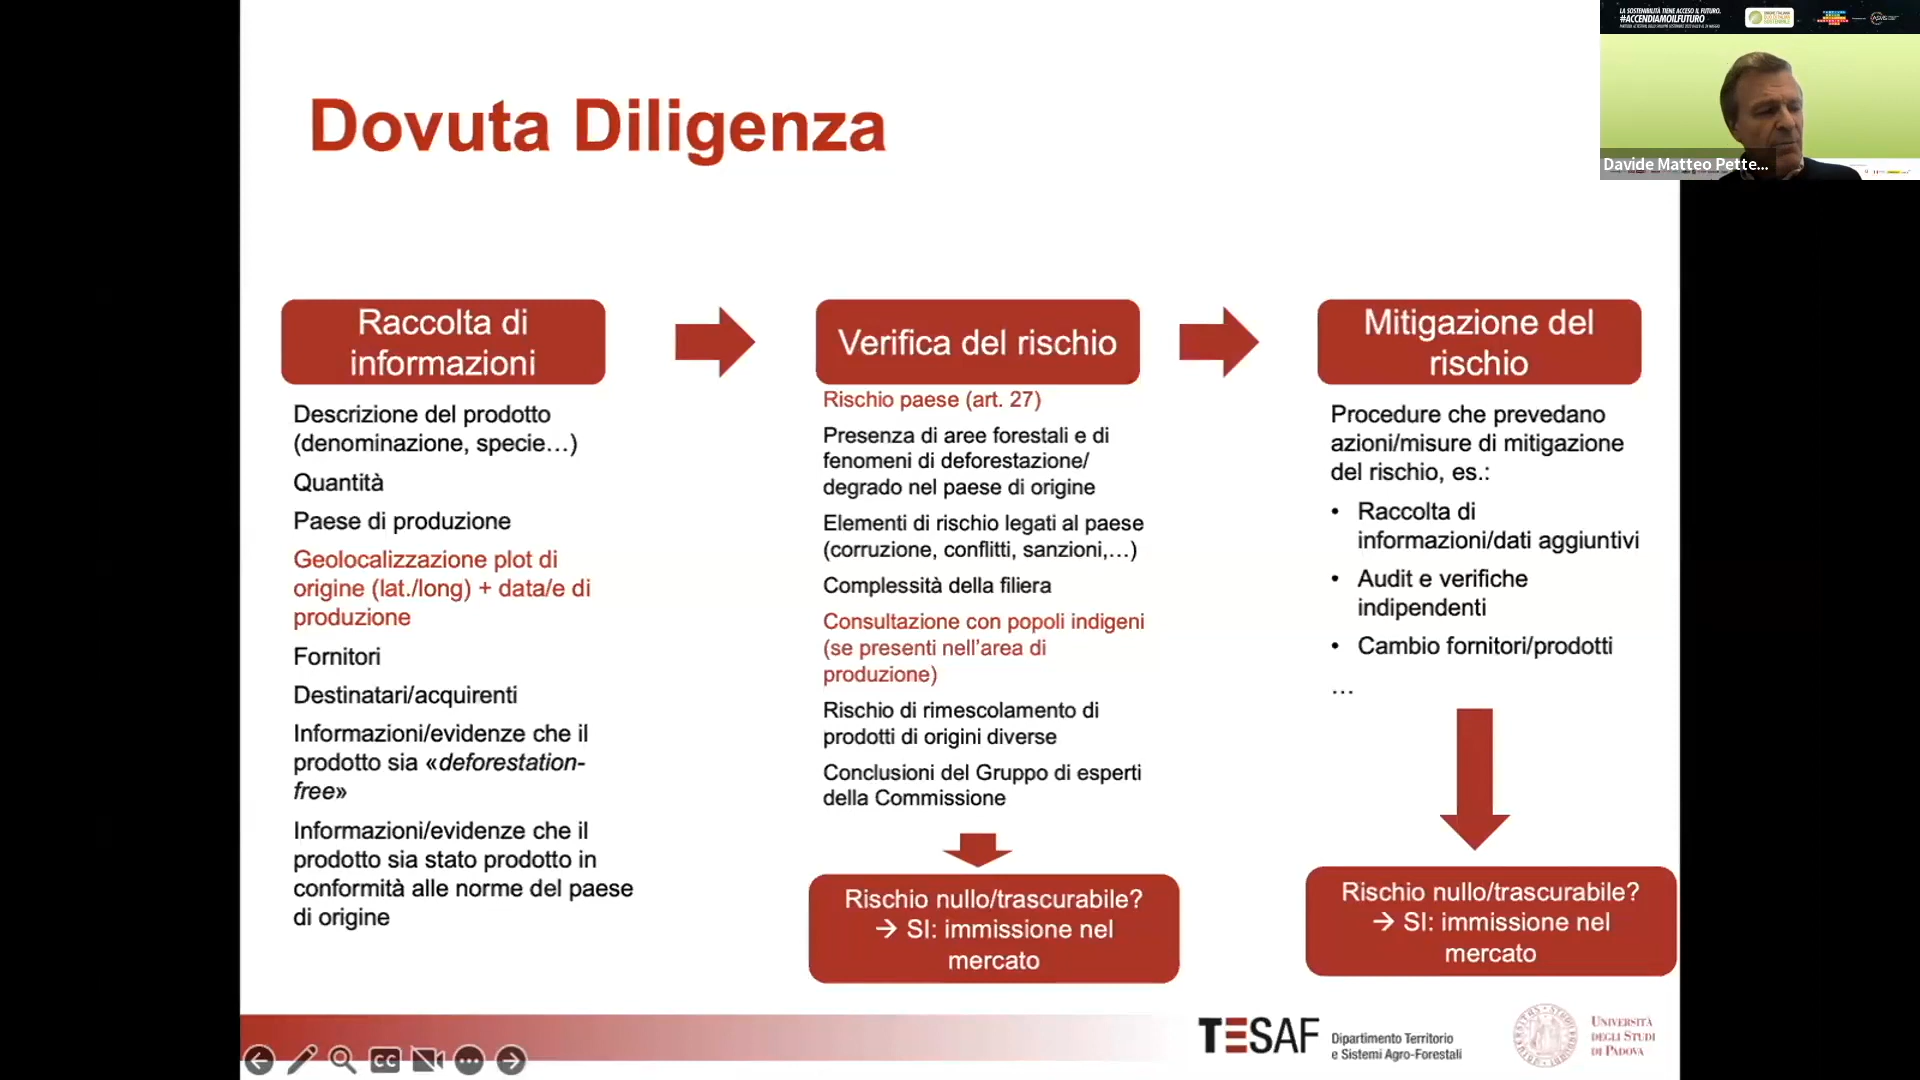 Dovuta Diligenza
Raccolta di
informazioni
Descrizione del prodotto
(denominazione, specie…)
Quantità
Paese di produzione
Geolocalizzazione plot di
origine (lat./long) + data/e di
produzione
Fornitori
Destinatari/acquirenti
Informazioni/evidenze che il
prodotto sia «deforestation-
free»
Informazioni/evidenze che il
prodotto sia stato prodotto in
conformità alle norme del paese
di origine
Verifica del rischio
Rischio paese (art. 27)
Presenza di aree forestali e di
fenomeni di deforestazione/
degrado nel paese di origine
Elementi di rischio legati al paese
(corruzione, conflitti, sanzioni,…)
Complessità della filiera
Consultazione con popoli indigeni
(se presenti nell'area di
produzione)
Rischio di rimescolamento di
prodotti di origini diverse
Conclusioni del Gruppo di esperti
della Commissione
Rischio nullo/trascurabile?
→ SI: immissione nel
mercato
Mitigazione del
rischio
Procedure che prevedano
azioni/misure di mitigazione
del rischio, es.:
• Raccolta di
informazioni/dati aggiuntivi
• Audit e verifiche
indipendenti
• Cambio fornitori/prodotti
…
Rischio nullo/trascurabile?
→ SI: immissione nel
mercato
TESAF
Dipartimento Territorio
e Sistemi Agro-Forestali
UNIVERSITÀ
DEGLI STUDI
DI PADOVA
CC
LA SOSTENIBILITÀ TIENE ACCESO IL FUTURO.
#ACCENDIAMOILFUTURO
Davide Matteo Pette...